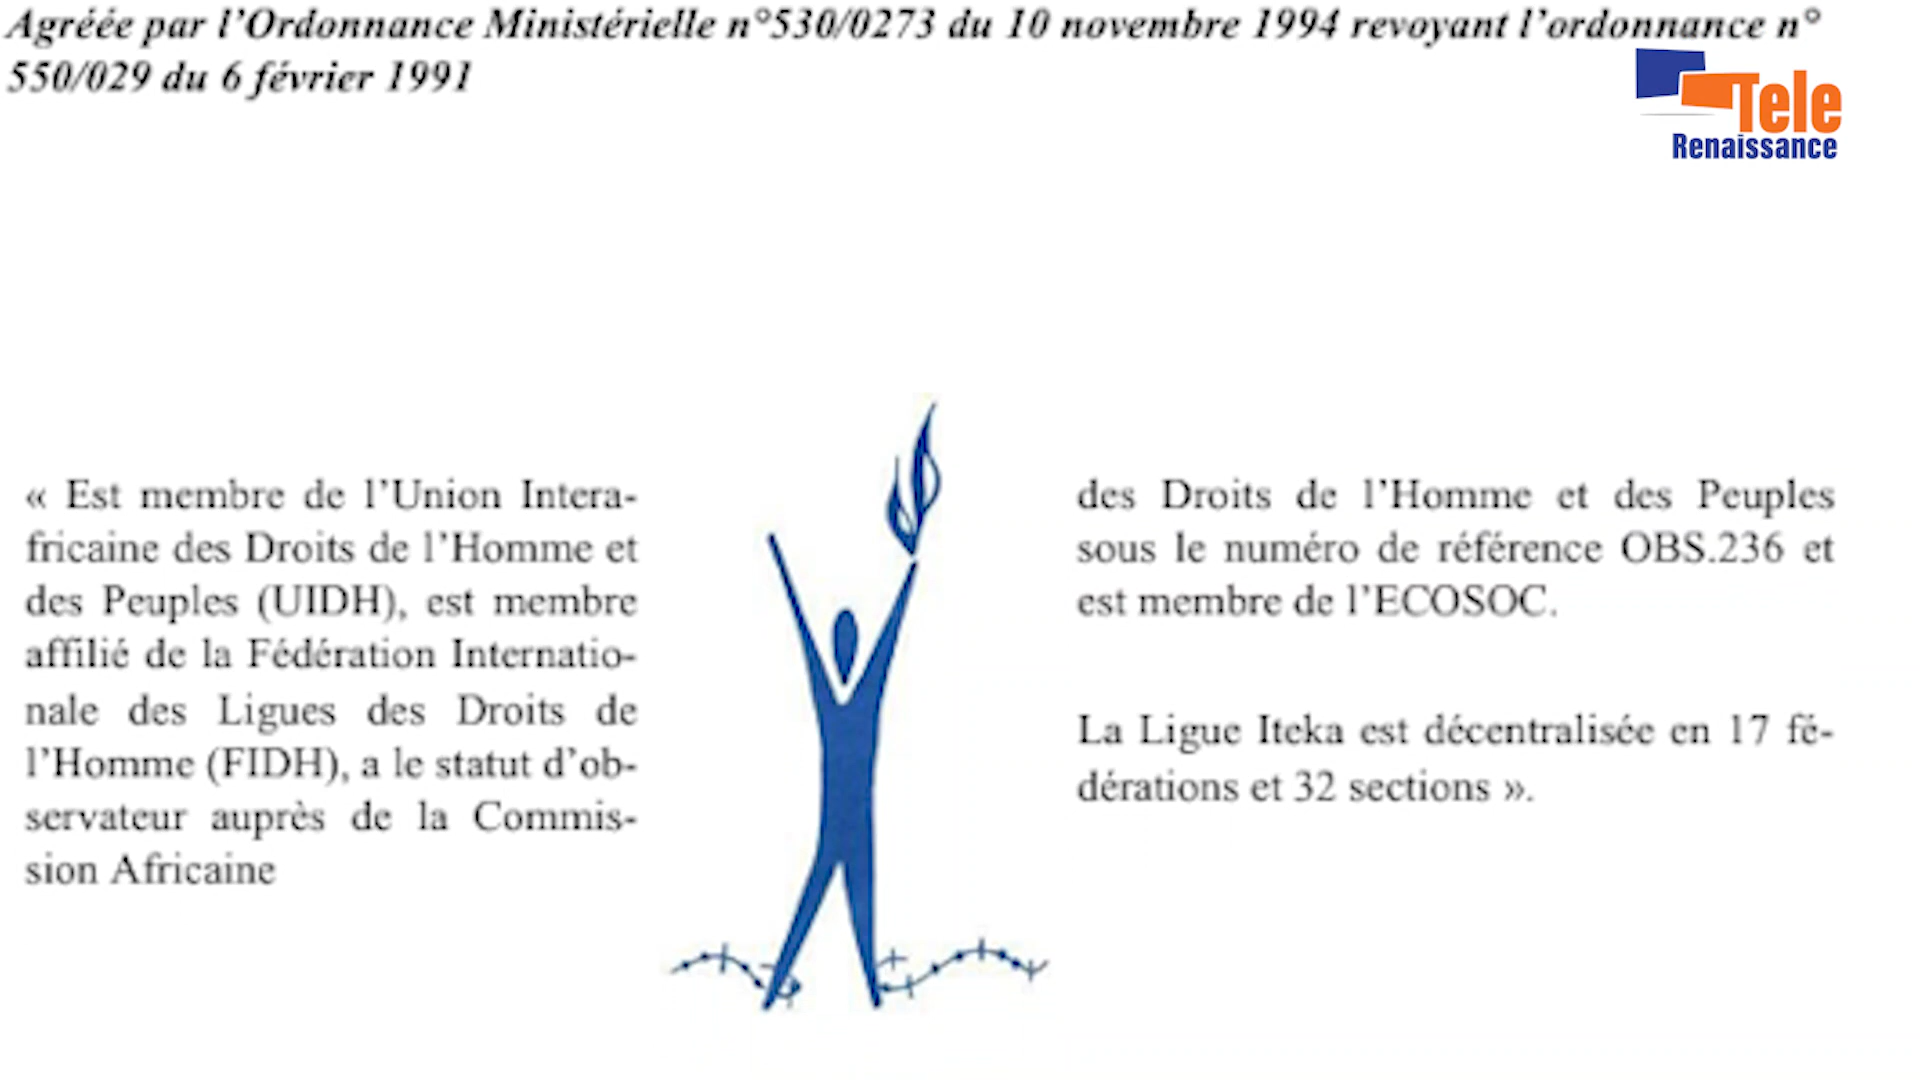 Agréée par l’Ordonnance Ministérielle n°530/0273 du 10 novembre 1994 revoyant l’ordonnance n°
550/029 du 6 février 1991
Tele
Renaissance
« Est membre de l’Union Intera-
fricaine des Droits de l’Homme et
des Peuples (UIDH), est membre
affilié de la Fédération Internatio-
nale des Ligues des Droits de
l’Homme (FIDH), a le statut d’ob-
servateur auprès de la Commis-
sion Africaine
des Droits de l’Homme et des Peuples
sous le numéro de référence OBS.236 et
est membre de l’ECOSOC.
La Ligue Iteka est décentralisée en 17 fé-
dérations et 32 sections ».